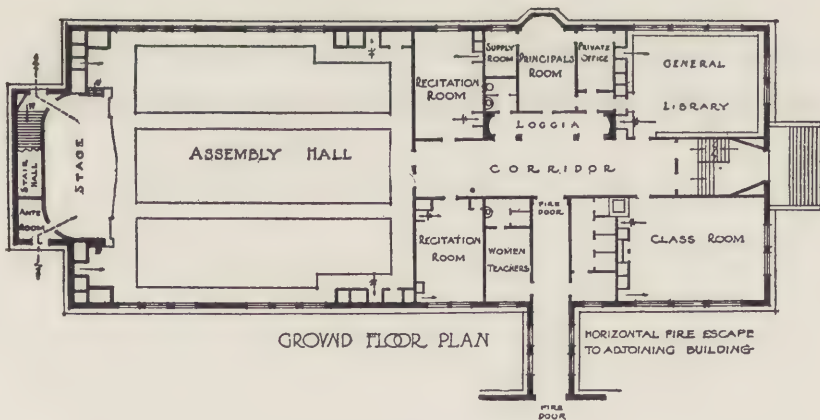 SUPPLY
ROOM
PRINCIPALS
ROOM
PRIVATE
OFFICE
RECITATION
ROOM
GENERAL
LIBRARY
LOGGIA
STAIR
HALL
STAGE
ASSEMBLY HALL
CORRIDOR
ANTE
ROOM
FIRE
DOOR
RECITATION
ROOM
WOMEN
TEACHERS
CLASS ROOM
GROVND FLOOR PLAN
HORIZONTAL FIRE ESCAPE
TO ADJOINING BUILDING
FIRE
DOOR